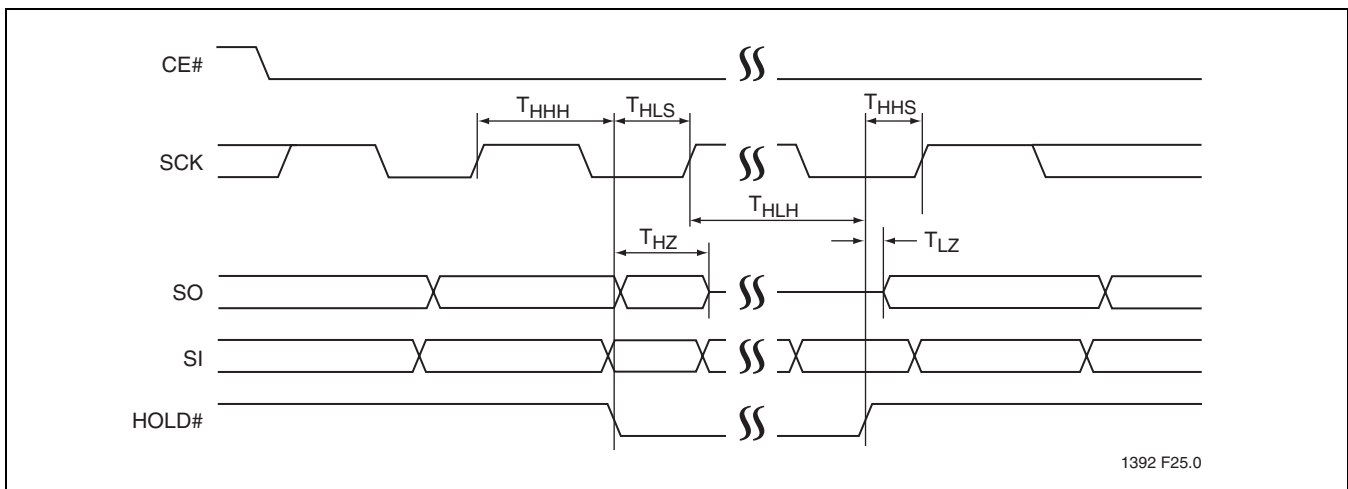 CE#
THHH
THLS
THHS
SCK
THLH
THZ
TLZ
SO
SI
HOLD#
1392 F25.0